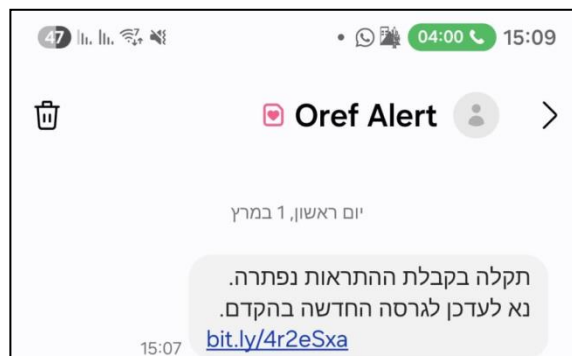 47 04:00 15:09
Oref Alert
יום ראשון, 1 במרץ
תקלה בקבלת ההתראות נפתרה.
נא לעדכן לגרסה החדשה בהקדם.
bit.ly/4r2eSxa
15:07